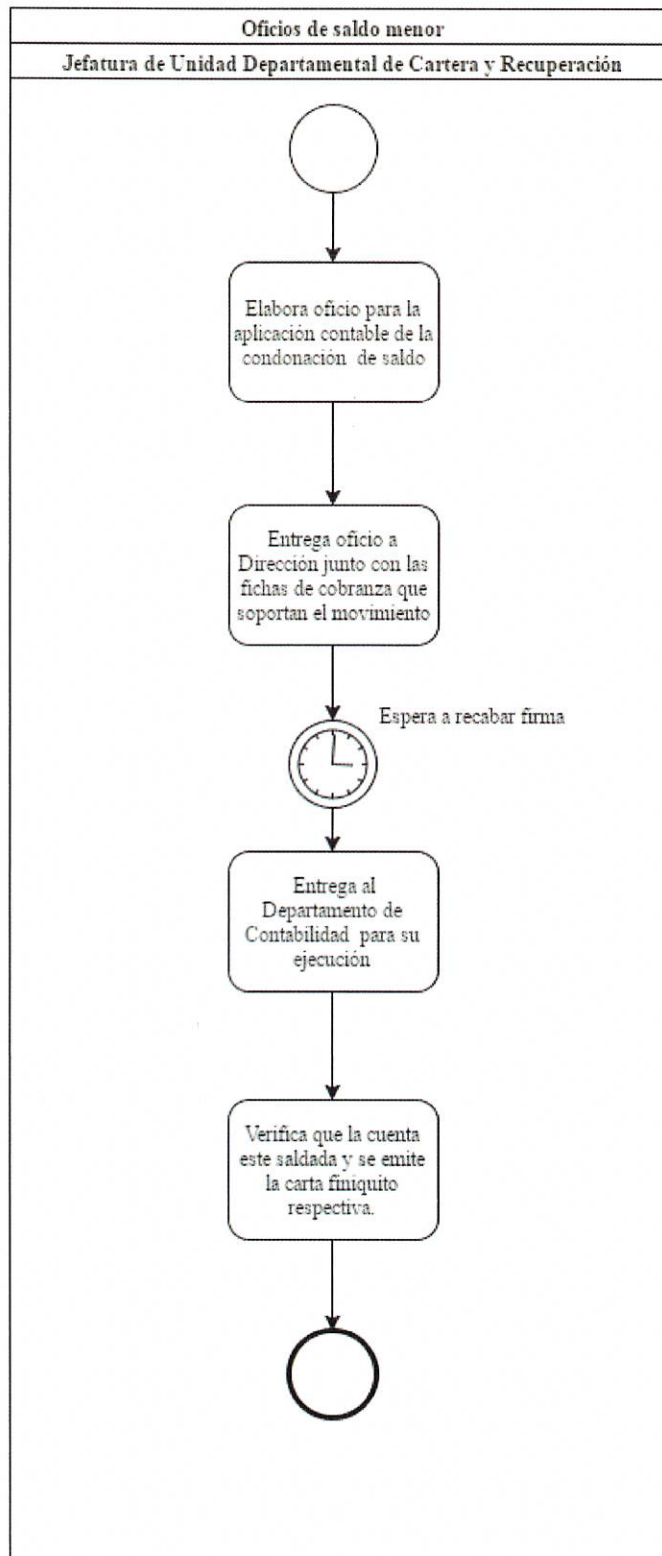 Oficios de saldo menor
Jefatura de Unidad Departamental de Cartera y Recuperación
Elabora oficio para la
aplicación contable de la
condonación de saldo
Entrega oficio a
Dirección junto con las
fichas de cobranza que
soportan el movimiento
Espera a recabar firma
Entrega al
Departamento de
Contabilidad para su
ejecución
Verifica que la cuenta
este saldada y se emite
la carta finiquito
respectiva.